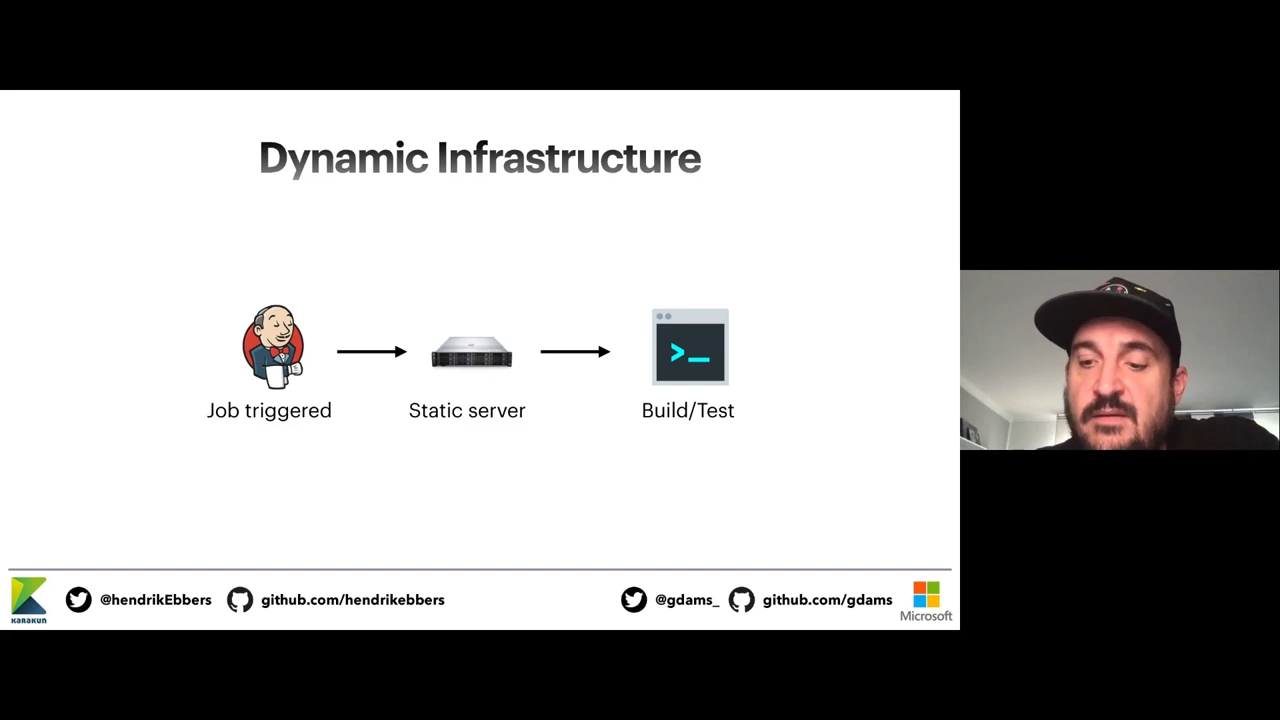 Dynamic Infrastructure
Job triggered
Static server
Build/Test
KARAKUN
@hendrikEbbers
github.com/hendrikebbers
@gdams_
github.com/gdams
Microsoft
>_